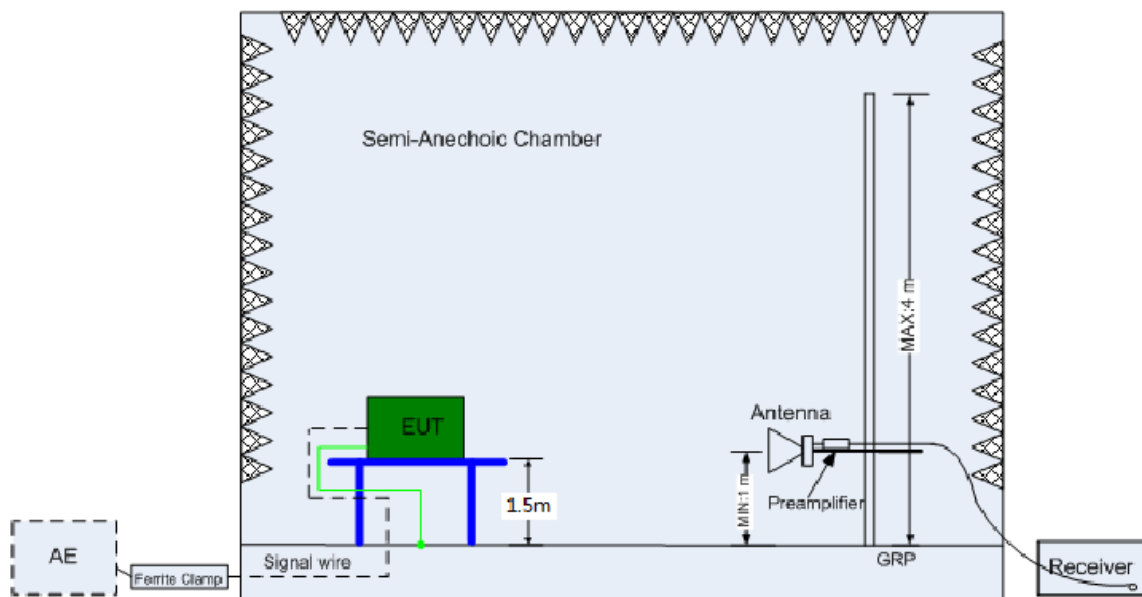 Semi-Anechoic Chamber
MAX:4 m
Antenna
EUT
1.5m
MIN:1 m
Preamplifier
AE
Ferrite Clamp
Signal wire
GRP
Receiver